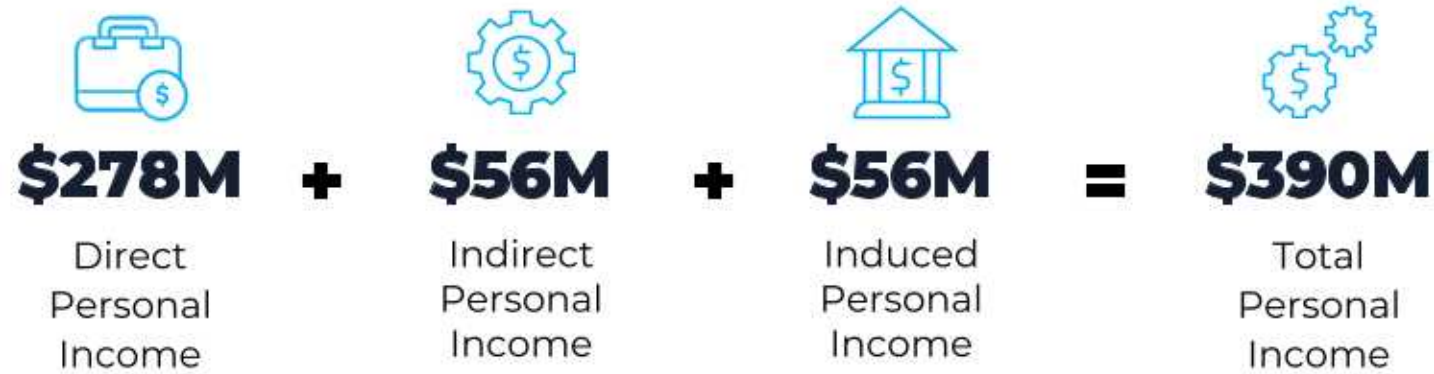 $ $ $ $
$278M + $56M + $56M = $390M
Direct Indirect Induced Total
Personal Personal Personal Personal
Income Income Income Income